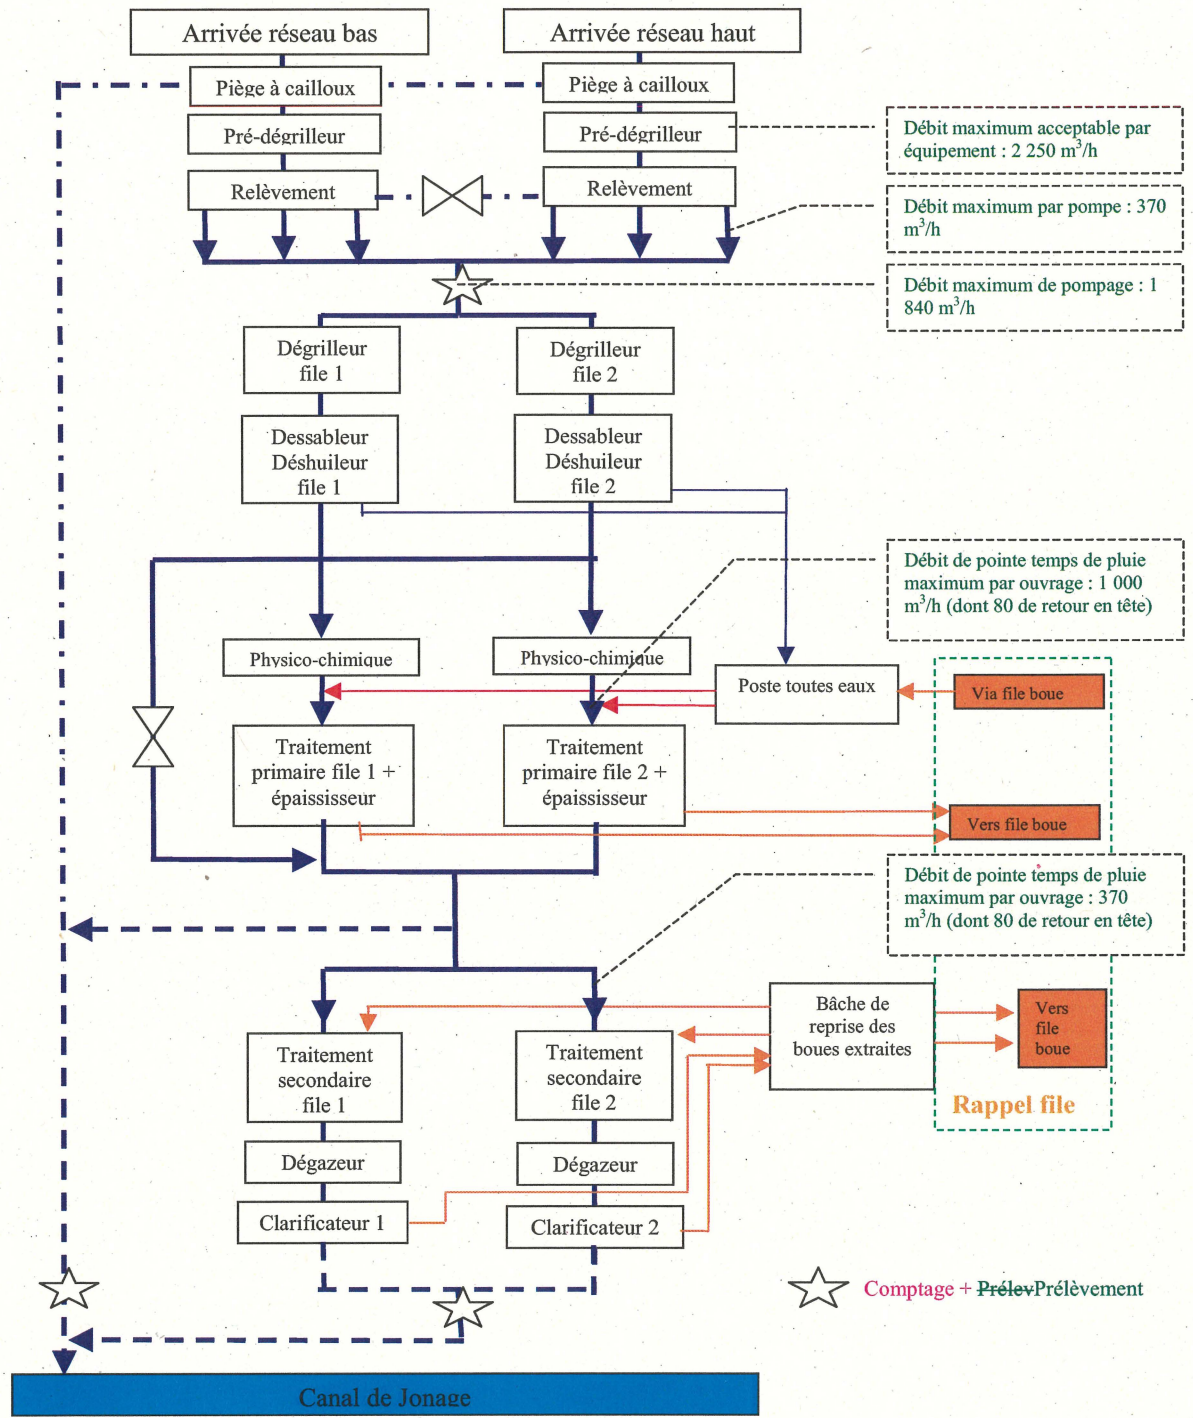 Arrivée réseau bas
Arrivée réseau haut
Piège à cailloux
Piège à cailloux
Pré-dégrilleur
Pré-dégrilleur
Débit maximum acceptable par
équipement : 2 250 m³/h
Relèvement
Relèvement
Débit maximum par pompe : 370
m³/h
Débit maximum de pompage : 1
840 m³/h
Dégrilleur
file 1
Dégrilleur
file 2
Dessableur
Déshuileur
file 1
Dessableur
Déshuileur
file 2
Débit de pointe temps de pluie
maximum par ouvrage : 1 000
m³/h (dont 80 de retour en tête)
Physico-chimique
Physico-chimique
Poste toutes eaux
Via file boue
Traitement
primaire file 1 +
épaississeur
Traitement
primaire file 2 +
épaississeur
Vers file boue
Débit de pointe temps de pluie
maximum par ouvrage : 370
m³/h (dont 80 de retour en tête)
Bâche de
reprise des
boues extraites
Vers
file
boue
Traitement
secondaire
file 1
Traitement
secondaire
file 2
Rappel file
Dégazeur
Dégazeur
Clarificateur 1
Clarificateur 2
Comptage + PrélevPrélèvement
Canal de Jonage